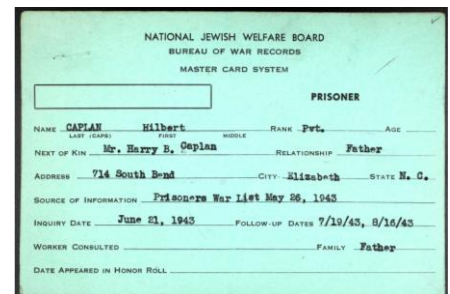 NATIONAL JEWISH WELFARE BOARD
BUREAU OF WAR RECORDS
MASTER CARD SYSTEM
PRISONER
NAME CAPLAN Hilbert RANK Pvt. AGE
LAST (CAPS) FIRST MIDDLE
NEXT OF KIN Mr. Harry B. Caplan RELATIONSHIP Father
ADDRESS 714 South Bend CITY Elizabeth STATE N. C.
SOURCE OF INFORMATION Prisoners War List May 26, 1943
INQUIRY DATE June 21, 1943 FOLLOW-UP DATES 7/19/43, 8/16/43
WORKER CONSULTED FAMILY Father
DATE APPEARED IN HONOR ROLL